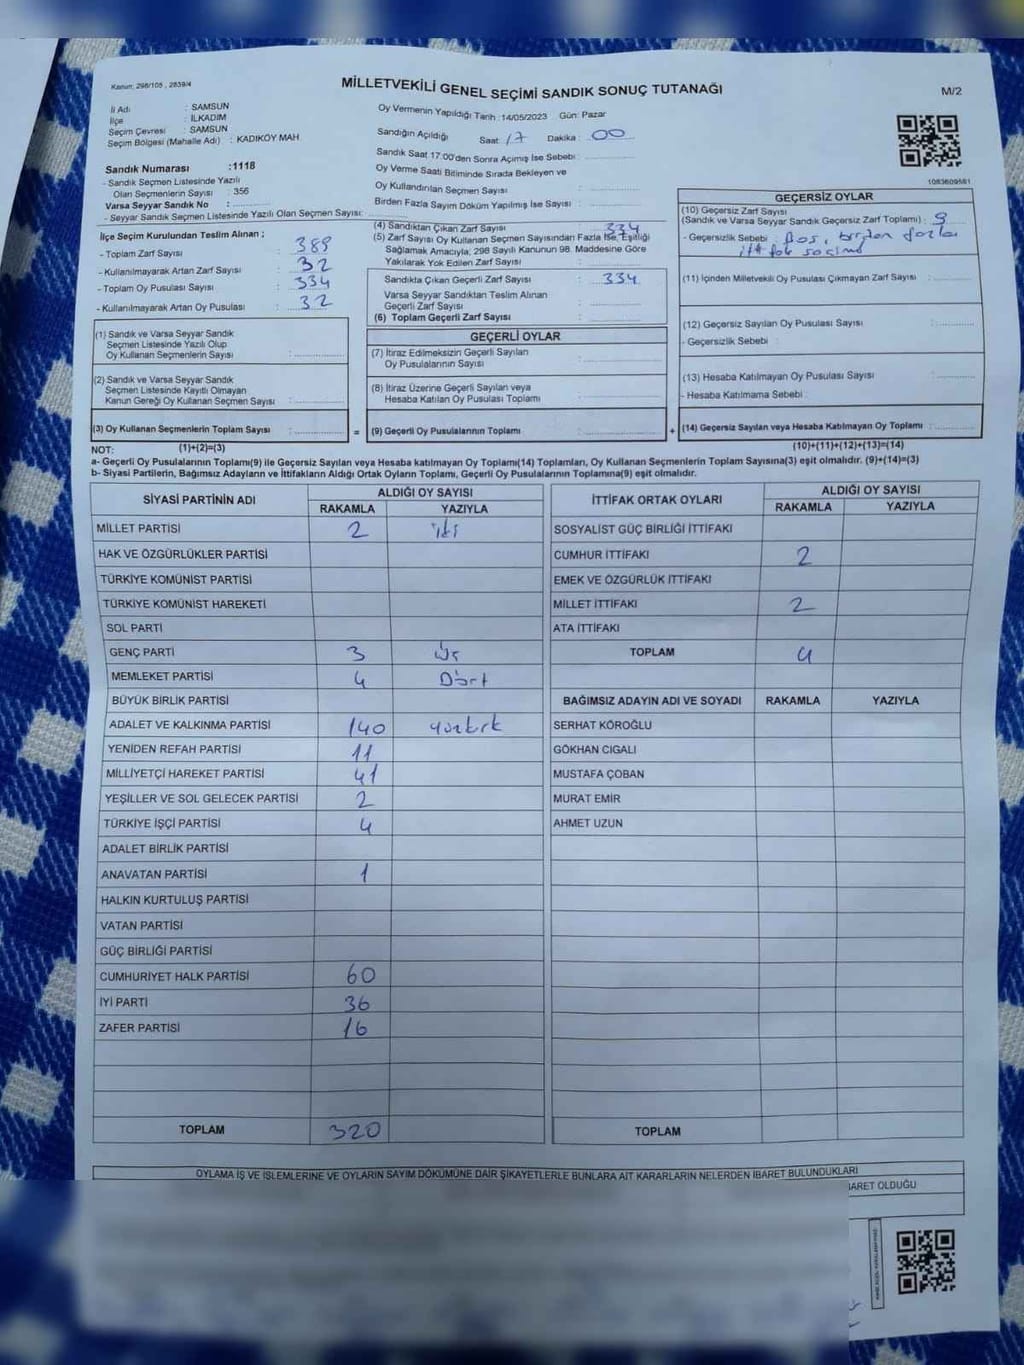 Kanun: 298/105 , 2839/4
MİLLETVEKİLİ GENEL SEÇİMİ SANDIK SONUÇ TUTANAĞI
M/2
İl Adı : SAMSUN
İlçe : İLKADIM
Seçim Çevresi : SAMSUN
Seçim Bölgesi (Mahalle Adı) : KADIKÖY MAH
Sandık Numarası :1118
- Sandık Seçmen Listesinde Yazılı
Olan Seçmenlerin Sayısı : 356
Varsa Seyyar Sandık No :
- Seyyar Sandık Seçmen Listesinde Yazılı Olan Seçmen Sayısı:
İlçe Seçim Kurulundan Teslim Alınan ;
- Toplam Zarf Sayısı : 389
- Kullanılmayarak Artan Zarf Sayısı : 32
- Toplam Oy Pusulası Sayısı : 334
- Kullanılmayarak Artan Oy Pusulası : 32
Oy Vermenin Yapıldığı Tarih :14/05/2023 Gün: Pazar
Sandığın Açıldığı Saat 17 Dakika : 00
Sandık Saat 17.00'den Sonra Açımış İse Sebebi :
Oy Verme Saati Bitiminde Sırada Bekleyen ve
Oy Kullandırılan Seçmen Sayısı :
Birden Fazla Sayım Döküm Yapılmış İse Sayısı :
(4) Sandıktan Çıkan Zarf Sayısı : 334
(5) Zarf Sayısı Oy Kullanan Seçmen Sayısından Fazla İse, Eşitliği
Sağlamak Amacıyla; 298 Sayılı Kanunun 98. Maddesine Göre
Yakılarak Yok Edilen Zarf Sayısı :
Sandıkta Çıkan Geçerli Zarf Sayısı : 334
Varsa Seyyar Sandıktan Teslim Alınan
Geçerli Zarf Sayısı :
(6) Toplam Geçerli Zarf Sayısı :
1083609581
GEÇERSİZ OYLAR
(10) Geçersiz Zarf Sayısı
(Sandık ve Varsa Seyyar Sandık Geçersiz Zarf Toplamı) : 9
- Geçersizlik Sebebi : Boş, birden fazla
(11) İçinden Milletvekili Oy Pusulası Çıkmayan Zarf Sayısı :
(12) Geçersiz Sayılan Oy Pusulası Sayısı :
- Geçersizlik Sebebi :
(13) Hesaba Katılmayan Oy Pusulası Sayısı :
- Hesaba Katılmama Sebebi :
(14) Geçersiz Sayılan veya Hesaba Katılmayan Oy Toplamı :
(10)+(11)+(12)+(13)=(14)
(1) Sandık ve Varsa Seyyar Sandık
Seçmen Listesinde Yazılı Olup
Oy Kullanan Seçmenlerin Sayısı :
(2) Sandık ve Varsa Seyyar Sandık
Seçmen Listesinde Kayıtlı Olmayan
Kanun Gereği Oy Kullanan Seçmen Sayısı :
(3) Oy Kullanan Seçmenlerin Toplam Sayısı :
GEÇERLİ OYLAR
(7) İtiraz Edilmeksizin Geçerli Sayılan
Oy Pusulalarının Sayısı :
(8) İtiraz Üzerine Geçerli Sayılan veya
Hesaba Katılan Oy Pusulası Toplamı :
= (9) Geçerli Oy Pusulalarının Toplamı : +
NOT: (1)+(2)=(3)
a- Geçerli Oy Pusulalarının Toplamı(9) ile Geçersiz Sayılan veya Hesaba katılmayan Oy Toplamı(14) Toplamları, Oy Kullanan Seçmenlerin Toplam Sayısına(3) eşit olmalıdır. (9)+(14)=(3)
b- Siyasi Partilerin, Bağımsız Adayların ve İttifakların Aldığı Ortak Oyların Toplamı, Geçerli Oy Pusulalarının Toplamına(9) eşit olmalıdır.
SİYASİ PARTİNİN ADI ALDIĞI OY SAYISI
RAKAMLA YAZIYLA
MİLLET PARTİSİ 2 iki
HAK VE ÖZGÜRLÜKLER PARTİSİ
TÜRKİYE KOMÜNİST PARTİSİ
TÜRKİYE KOMÜNİST HAREKETİ
SOL PARTİ
GENÇ PARTİ 3 Üç
MEMLEKET PARTİSİ 4 Dört
BÜYÜK BİRLİK PARTİSİ
ADALET VE KALKINMA PARTİSİ 140 yüzkırk
YENİDEN REFAH PARTİSİ 11
MİLLİYETÇİ HAREKET PARTİSİ 41
YEŞİLLER VE SOL GELECEK PARTİSİ 2
TÜRKİYE İŞÇİ PARTİSİ 4
ADALET BİRLİK PARTİSİ
ANAVATAN PARTİSİ 1
HALKIN KURTULUŞ PARTİSİ
VATAN PARTİSİ
GÜÇ BİRLİĞİ PARTİSİ
CUMHURİYET HALK PARTİSİ 60
İYİ PARTİ 36
ZAFER PARTİSİ 16
TOPLAM 320
İTTİFAK ORTAK OYLARI ALDIĞI OY SAYISI
RAKAMLA YAZIYLA
SOSYALİST GÜÇ BİRLİĞİ İTTİFAKI
CUMHUR İTTİFAKI 2
EMEK VE ÖZGÜRLÜK İTTİFAKI
MİLLET İTTİFAKI 2
ATA İTTİFAKI
TOPLAM 4
BAĞIMSIZ ADAYIN ADI VE SOYADI RAKAMLA YAZIYLA
SERHAT KÖROĞLU
GÖKHAN CIGALI
MUSTAFA ÇOBAN
MURAT EMİR
AHMET UZUN
TOPLAM
OYLAMA İŞ VE İŞLEMLERİNE VE OYLARIN SAYIM DÖKÜMÜNE DAİR ŞİKAYETLERLE BUNLARA AİT KARARLARIN NELERDEN İBARET BULUNDUKLARI
İBARET OLDUĞU